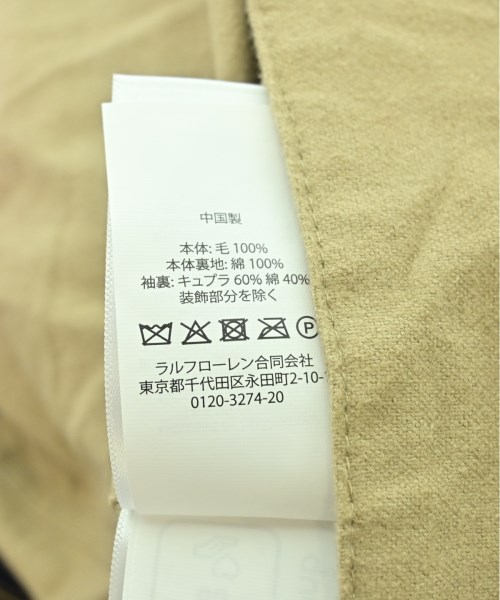 中国製
本体: 毛 100%
本体裏地: 綿 100%
袖裏: キュプラ 60% 綿 40%
装飾部分を除く
P
ラルフローレン合同会社
東京都千代田区永田町2-10-
0120-3274-20